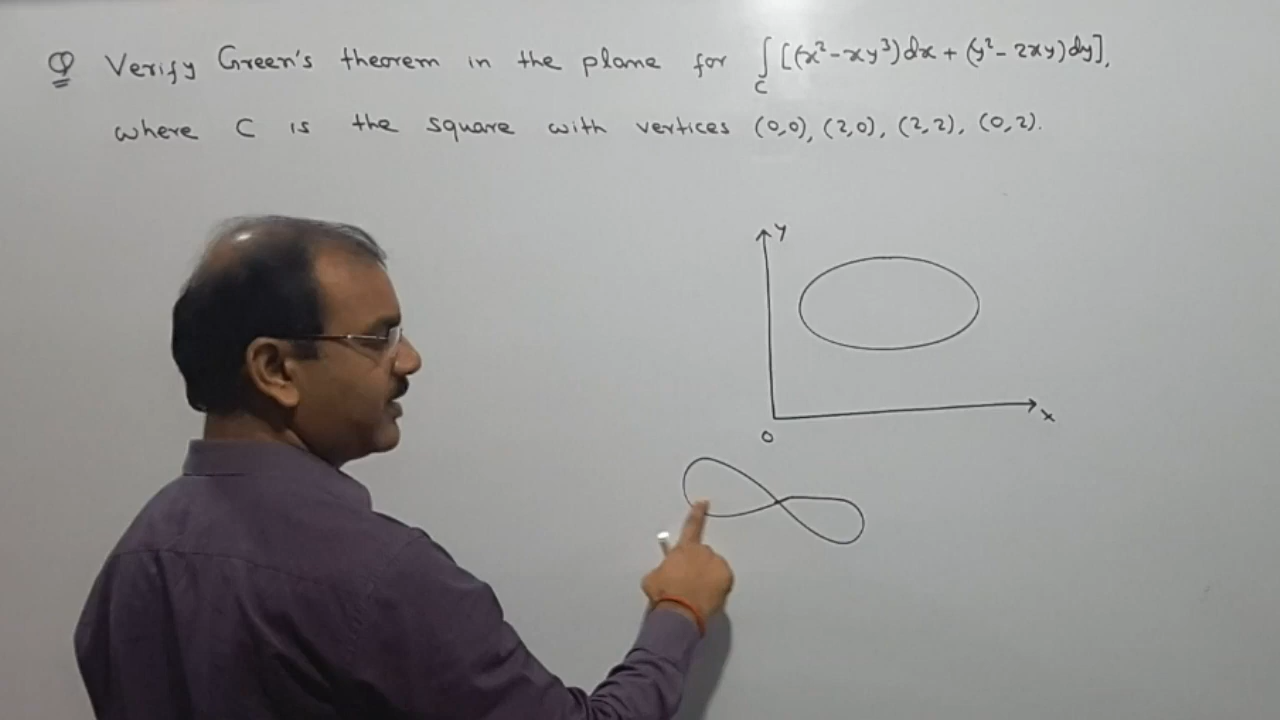 Q Verify Green's theorem in the plane for ∫_C [(x²-xy³)dx + (y²-2xy)dy],
where C is the square with vertices (0,0), (2,0), (2,2), (0,2).
y
x
0